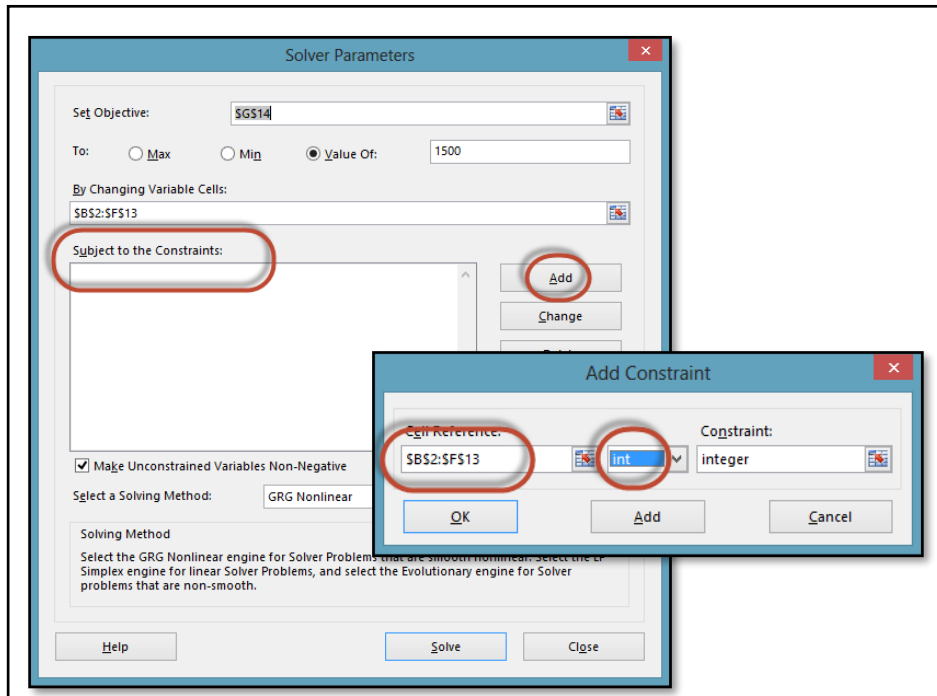 Solver Parameters
Set Objective:
$G$14
To:
Max
Min
Value Of:
1500
By Changing Variable Cells:
$B$2:$F$13
Subject to the Constraints:
Add
Change
Add Constraint
Cell Reference:
Constraint:
$B$2:$F$13
int
integer
OK
Add
Cancel
Make Unconstrained Variables Non-Negative
Select a Solving Method:
GRG Nonlinear
Solving Method
Select the GRG Nonlinear engine for Solver Problems that are smooth nonlinear. Select the LP
Simplex engine for linear Solver Problems, and select the Evolutionary engine for Solver
problems that are non-smooth.
Help
Solve
Close